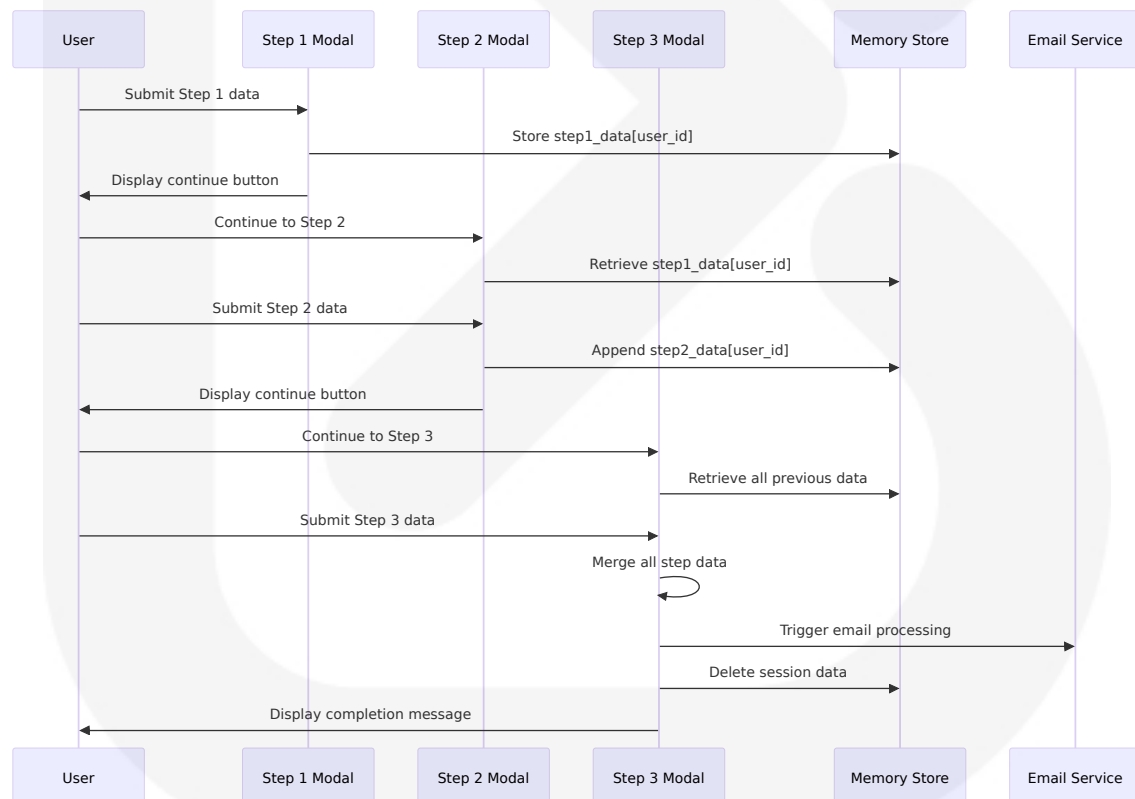 User
Step 1 Modal
Step 2 Modal
Step 3 Modal
Memory Store
Email Service
Submit Step 1 data
Store step1_data[user_id]
Display continue button
Continue to Step 2
Retrieve step1_data[user_id]
Submit Step 2 data
Append step2_data[user_id]
Display continue button
Continue to Step 3
Retrieve all previous data
Submit Step 3 data
Merge all step data
Trigger email processing
Delete session data
Display completion message
User
Step 1 Modal
Step 2 Modal
Step 3 Modal
Memory Store
Email Service